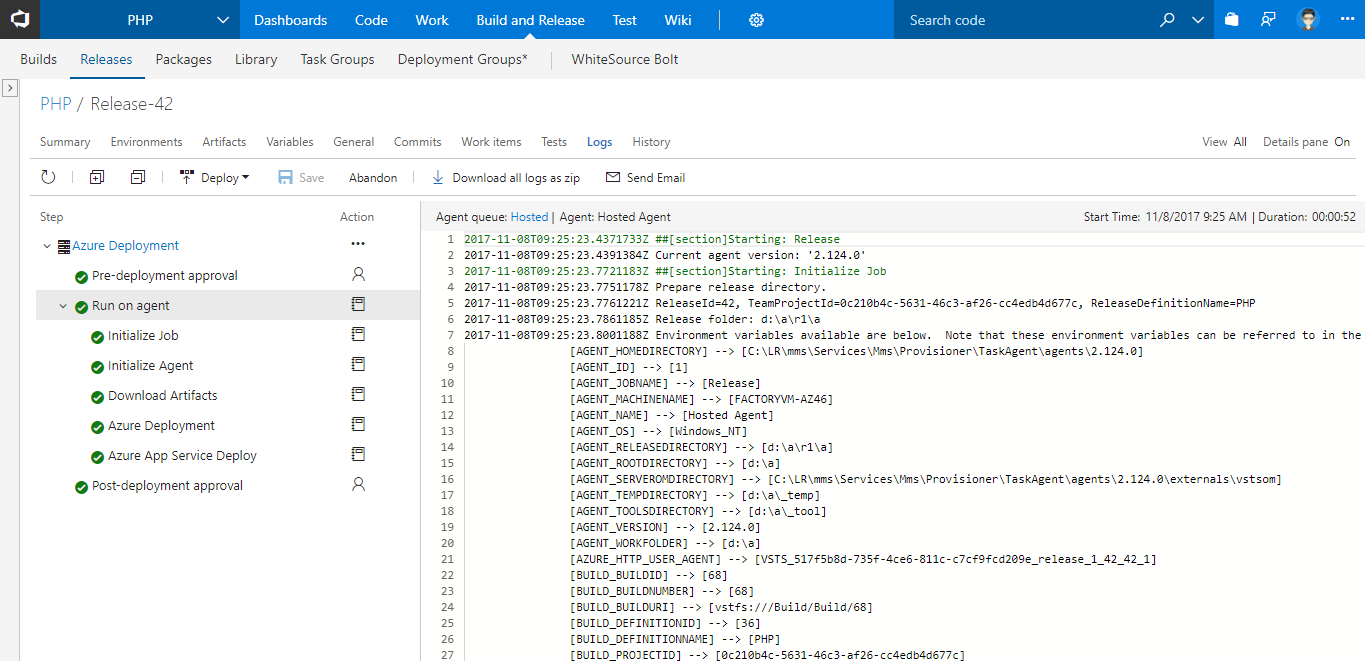 PHP Dashboards Code Work Build and Release Test Wiki Search code
Builds Releases Packages Library Task Groups Deployment Groups* WhiteSource Bolt
PHP / Release-42
Summary Environments Artifacts Variables General Commits Work items Tests Logs History View All Details pane On
Deploy Save Abandon Download all logs as zip Send Email
Step Action
Azure Deployment
Pre-deployment approval
Run on agent
Initialize Job
Initialize Agent
Download Artifacts
Azure Deployment
Azure App Service Deploy
Post-deployment approval
Agent queue: Hosted | Agent: Hosted Agent Start Time: 11/8/2017 9:25 AM | Duration: 00:00:52
1 2017-11-08T09:25:23.4371733Z ##[section]Starting: Release
2 2017-11-08T09:25:23.4391384Z Current agent version: '2.124.0'
3 2017-11-08T09:25:23.7721183Z ##[section]Starting: Initialize Job
4 2017-11-08T09:25:23.7751178Z Prepare release directory.
5 2017-11-08T09:25:23.7761221Z ReleaseId=42, TeamProjectId=0c210b4c-5631-46c3-af26-cc4edb4d677c, ReleaseDefinitionName=PHP
6 2017-11-08T09:25:23.7861185Z Release folder: d:\a\r1\a
7 2017-11-08T09:25:23.8001188Z Environment variables available are below.  Note that these environment variables can be referred to in the
8 [AGENT_HOMEDIRECTORY] --> [C:\LR\mms\Services\Mms\Provisioner\TaskAgent\agents\2.124.0]
9 [AGENT_ID] --> [1]
10 [AGENT_JOBNAME] --> [Release]
11 [AGENT_MACHINENAME] --> [FACTORYVM-AZ46]
12 [AGENT_NAME] --> [Hosted Agent]
13 [AGENT_OS] --> [Windows_NT]
14 [AGENT_RELEASEDIRECTORY] --> [d:\a\r1\a]
15 [AGENT_ROOTDIRECTORY] --> [d:\a]
16 [AGENT_SERVEROMDIRECTORY] --> [C:\LR\mms\Services\Mms\Provisioner\TaskAgent\agents\2.124.0\externals\vstsom]
17 [AGENT_TEMPDIRECTORY] --> [d:\a\_temp]
18 [AGENT_TOOLSDIRECTORY] --> [d:\a\_tool]
19 [AGENT_VERSION] --> [2.124.0]
20 [AGENT_WORKFOLDER] --> [d:\a]
21 [AZURE_HTTP_USER_AGENT] --> [VSTS_517f5b8d-735f-4ce6-811c-c7cf9fcd209e_release_1_42_42_1]
22 [BUILD_BUILDID] --> [68]
23 [BUILD_BUILDNUMBER] --> [68]
24 [BUILD_BUILDURI] --> [vstfs:///Build/Build/68]
25 [BUILD_DEFINITIONID] --> [36]
26 [BUILD_DEFINITIONNAME] --> [PHP]
27 [BUILD_PROJECTID] --> [0c210b4c-5631-46c3-af26-cc4edb4d677c]